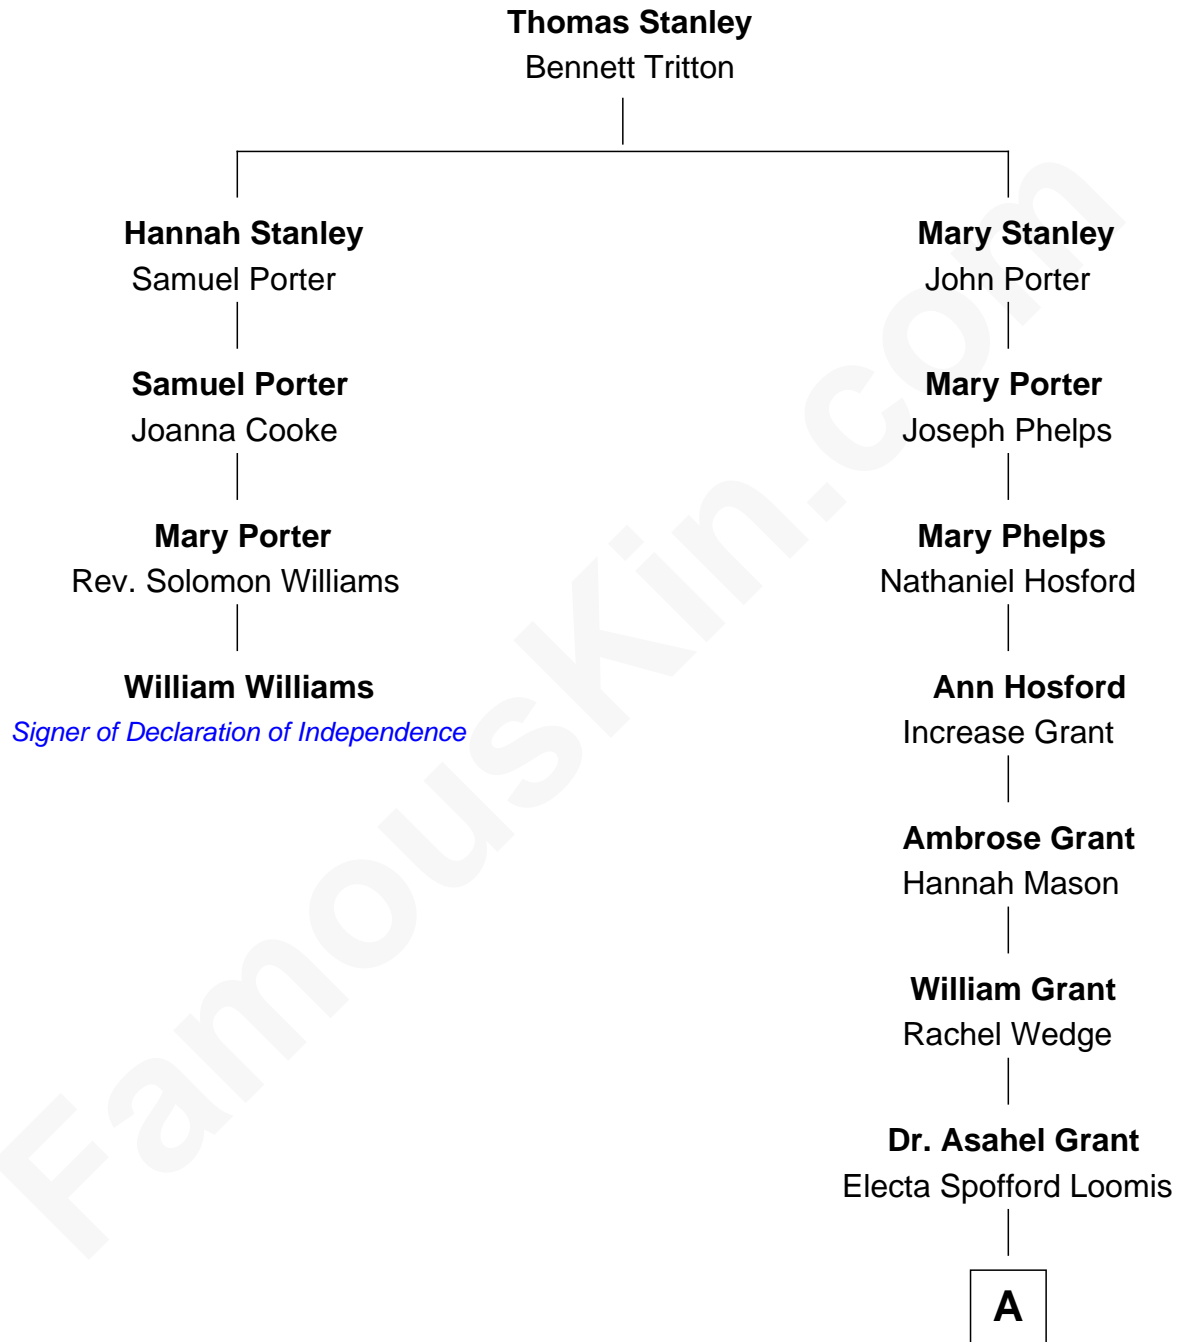 Thomas Stanley
Bennett Tritton
Hannah Stanley
Samuel Porter
Mary Stanley
John Porter
Samuel Porter
Joanna Cooke
Mary Porter
Joseph Phelps
Mary Porter
Rev. Solomon Williams
Mary Phelps
Nathaniel Hosford
William Williams
Signer of Declaration of Independence
Ann Hosford
Increase Grant
Ambrose Grant
Hannah Mason
William Grant
Rachel Wedge
Dr. Asahel Grant
Electa Spofford Loomis
A
FamousKin.com